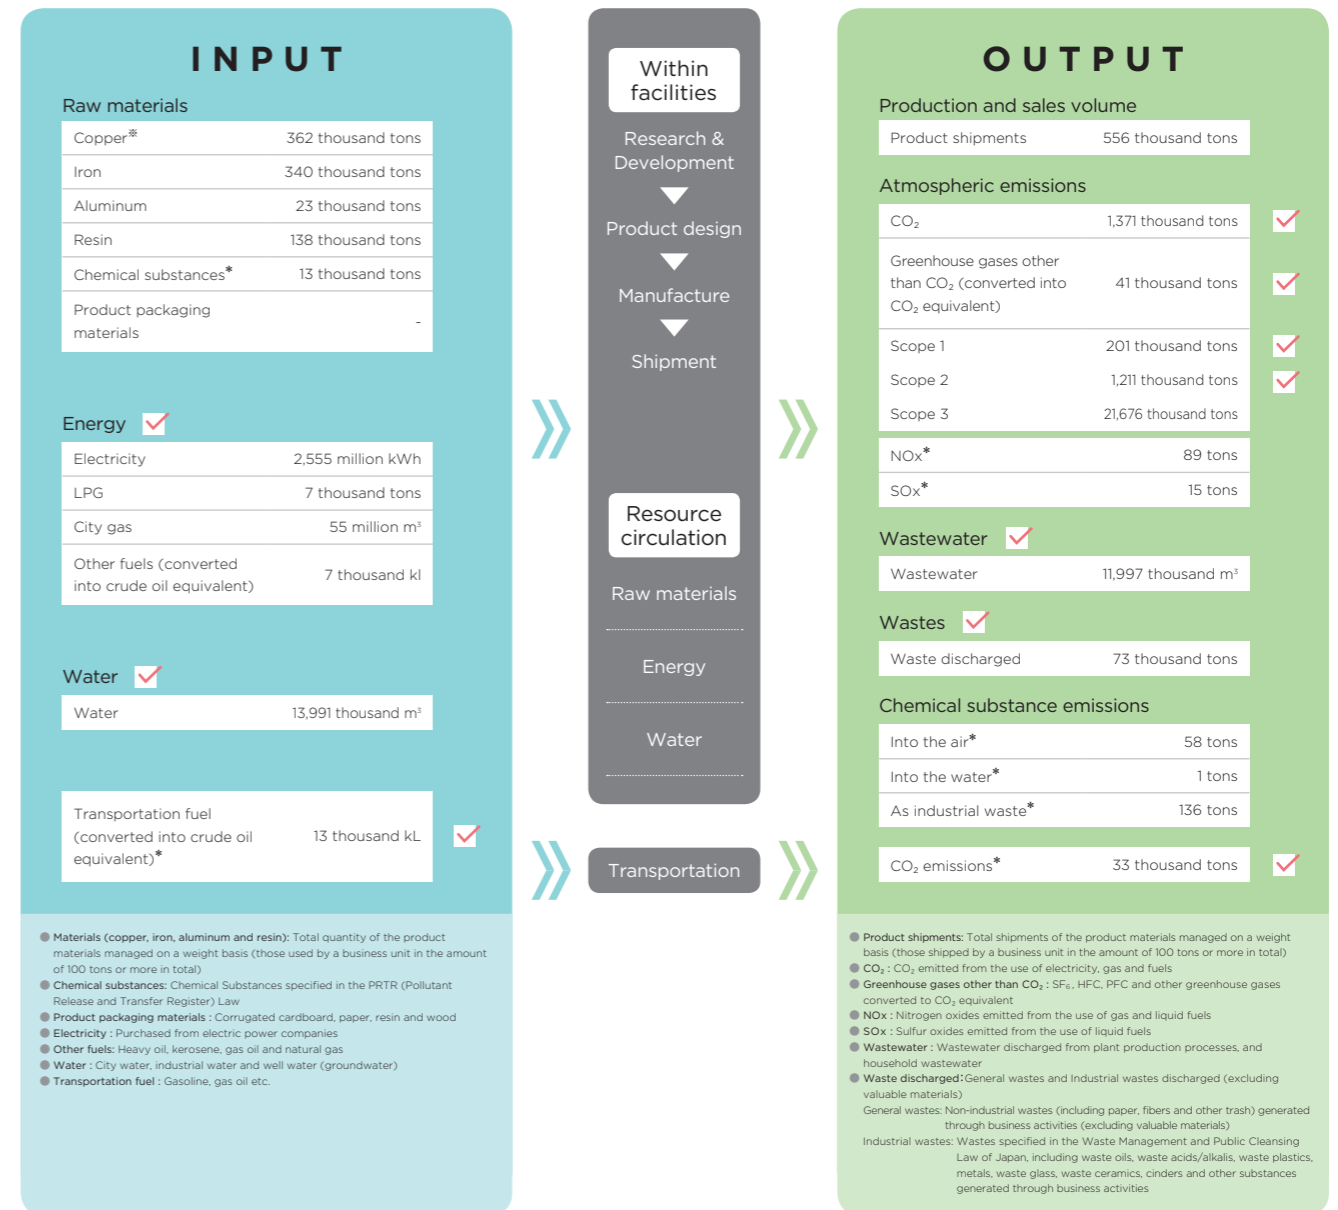 INPUT
Raw materials
Copper※ 362 thousand tons
Iron 340 thousand tons
Aluminum 23 thousand tons
Resin 138 thousand tons
Chemical substances* 13 thousand tons
Product packaging
materials -
Energy
Electricity 2,555 million kWh
LPG 7 thousand tons
City gas 55 million m³
Other fuels (converted
into crude oil equivalent) 7 thousand kl
Water
Water 13,991 thousand m³
Transportation fuel
(converted into crude oil 13 thousand kL
equivalent)*
● Materials (copper, iron, aluminum and resin): Total quantity of the product
materials managed on a weight basis (those used by a business unit in the amount
of 100 tons or more in total)
● Chemical substances: Chemical Substances specified in the PRTR (Pollutant
Release and Transfer Register) Law
● Product packaging materials : Corrugated cardboard, paper, resin and wood
● Electricity : Purchased from electric power companies
● Other fuels: Heavy oil, kerosene, gas oil and natural gas
● Water : City water, industrial water and well water (groundwater)
● Transportation fuel : Gasoline, gas oil etc.
Within
facilities
Research &
Development
Product design
Manufacture
Shipment
Resource
circulation
Raw materials
Energy
Water
Transportation
OUTPUT
Production and sales volume
Product shipments 556 thousand tons
Atmospheric emissions
CO₂ 1,371 thousand tons
Greenhouse gases other
than CO₂ (converted into 41 thousand tons
CO₂ equivalent)
Scope 1 201 thousand tons
Scope 2 1,211 thousand tons
Scope 3 21,676 thousand tons
NOx* 89 tons
SOx* 15 tons
Wastewater
Wastewater 11,997 thousand m³
Wastes
Waste discharged 73 thousand tons
Chemical substance emissions
Into the air* 58 tons
Into the water* 1 tons
As industrial waste* 136 tons
CO₂ emissions* 33 thousand tons
● Product shipments: Total shipments of the product materials managed on a weight
basis (those shipped by a business unit in the amount of 100 tons or more in total)
● CO₂ : CO₂ emitted from the use of electricity, gas and fuels
● Greenhouse gases other than CO₂ : SF₆, HFC, PFC and other greenhouse gases
converted to CO₂ equivalent
● NOx : Nitrogen oxides emitted from the use of gas and liquid fuels
● SOx : Sulfur oxides emitted from the use of liquid fuels
● Wastewater : Wastewater discharged from plant production processes, and
household wastewater
● Waste discharged:General wastes and Industrial wastes discharged (excluding
valuable materials)
General wastes: Non-industrial wastes (including paper, fibers and other trash) generated
through business activities (excluding valuable materials)
Industrial wastes: Wastes specified in the Waste Management and Public Cleansing
Law of Japan, including waste oils, waste acids/alkalis, waste plastics,
metals, waste glass, waste ceramics, cinders and other substances
generated through business activities